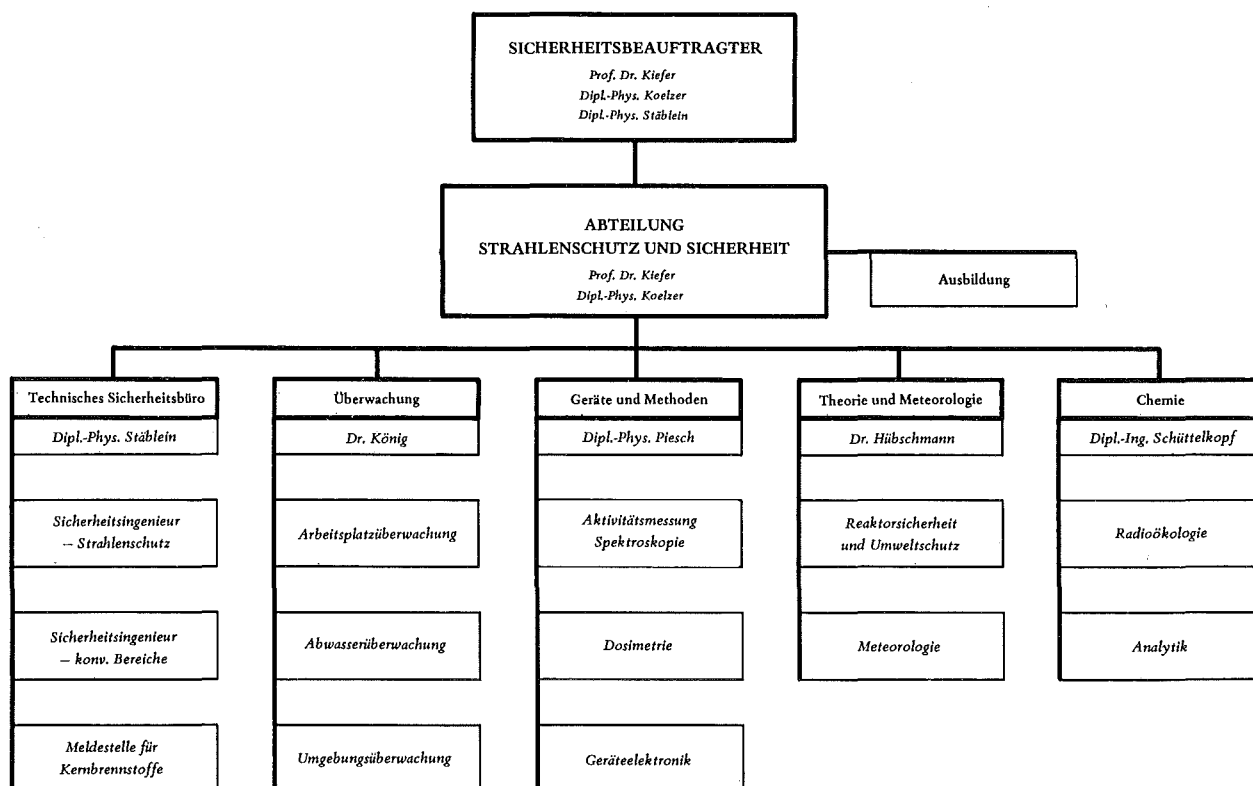 SICHERHEITSBEAUFTRAGTER
Prof. Dr. Kiefer
Dipl.-Phys. Koelzer
Dipl.-Phys. Stäblein
ABTEILUNG
STRAHLENSCHUTZ UND SICHERHEIT
Prof. Dr. Kiefer
Dipl.-Phys. Koelzer
Ausbildung
Technisches Sicherheitsbüro
Dipl.-Phys. Stäblein
Sicherheitsingenieur
– Strahlenschutz
Sicherheitsingenieur
– konv. Bereiche
Meldestelle für
Kernbrennstoffe
Überwachung
Dr. König
Arbeitsplatzüberwachung
Abwasserüberwachung
Umgebungsüberwachung
Geräte und Methoden
Dipl.-Phys. Piesch
Aktivitätsmessung
Spektroskopie
Dosimetrie
Geräteelektronik
Theorie und Meteorologie
Dr. Hübschmann
Reaktorsicherheit
und Umweltschutz
Meteorologie
Chemie
Dipl.-Ing. Schüttelkopf
Radioökologie
Analytik